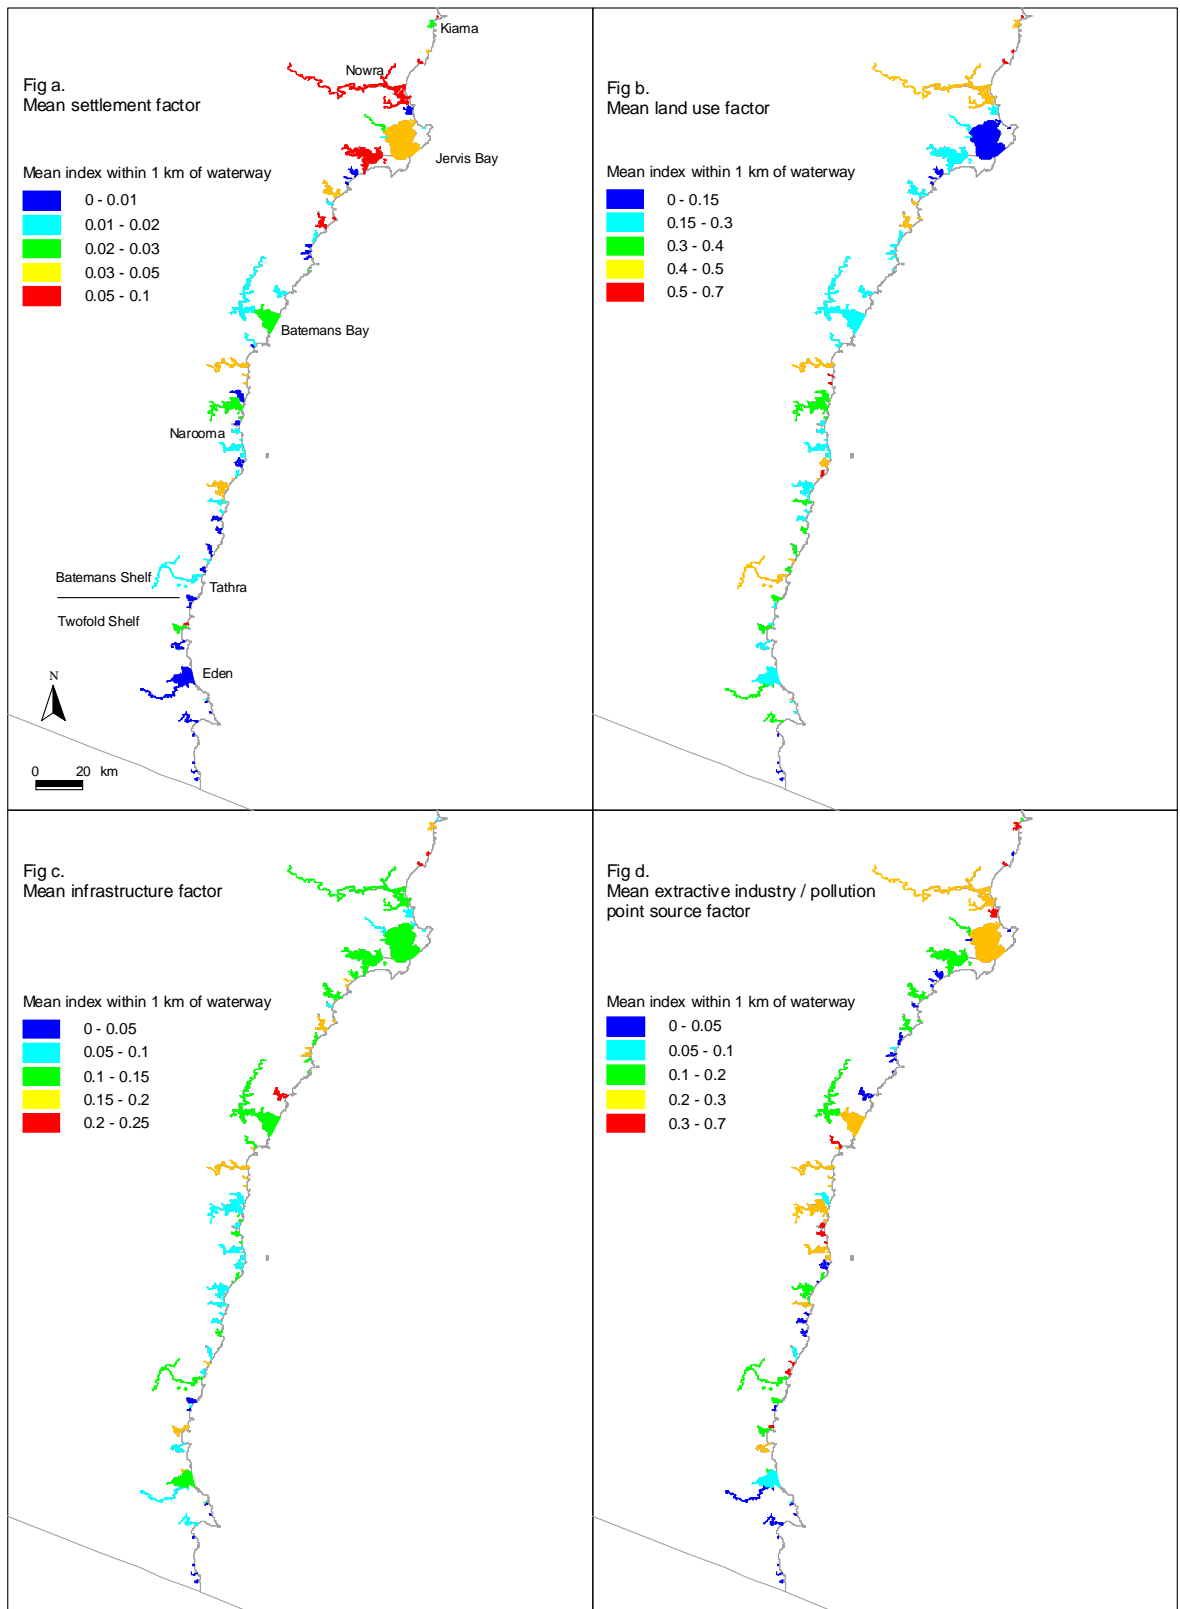 Fig a.
Mean settlement factor
Mean index within 1 km of waterway
0 - 0.01
0.01 - 0.02
0.02 - 0.03
0.03 - 0.05
0.05 - 0.1
Kiama
Nowra
Jervis Bay
Batemans Bay
Narooma
Batemans Shelf
Tathra
Twofold Shelf
Eden
N
0 20 km
Fig b.
Mean land use factor
Mean index within 1 km of waterway
0 - 0.15
0.15 - 0.3
0.3 - 0.4
0.4 - 0.5
0.5 - 0.7
Fig c.
Mean infrastructure factor
Mean index within 1 km of waterway
0 - 0.05
0.05 - 0.1
0.1 - 0.15
0.15 - 0.2
0.2 - 0.25
Fig d.
Mean extractive industry / pollution
point source factor
Mean index within 1 km of waterway
0 - 0.05
0.05 - 0.1
0.1 - 0.2
0.2 - 0.3
0.3 - 0.7